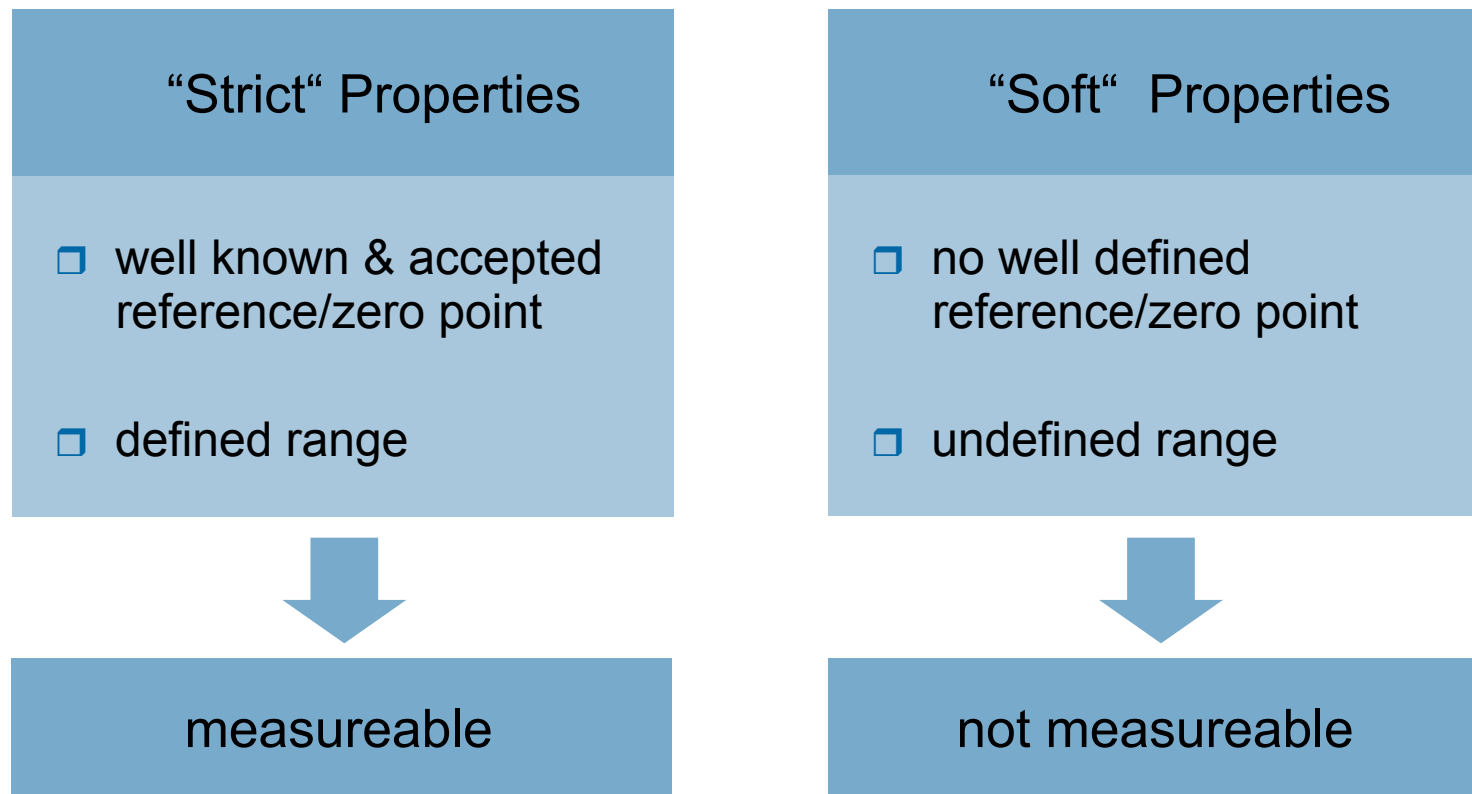 “Strict“ Properties
well known & accepted
reference/zero point
defined range
measureable
“Soft“ Properties
no well defined
reference/zero point
undefined range
not measureable